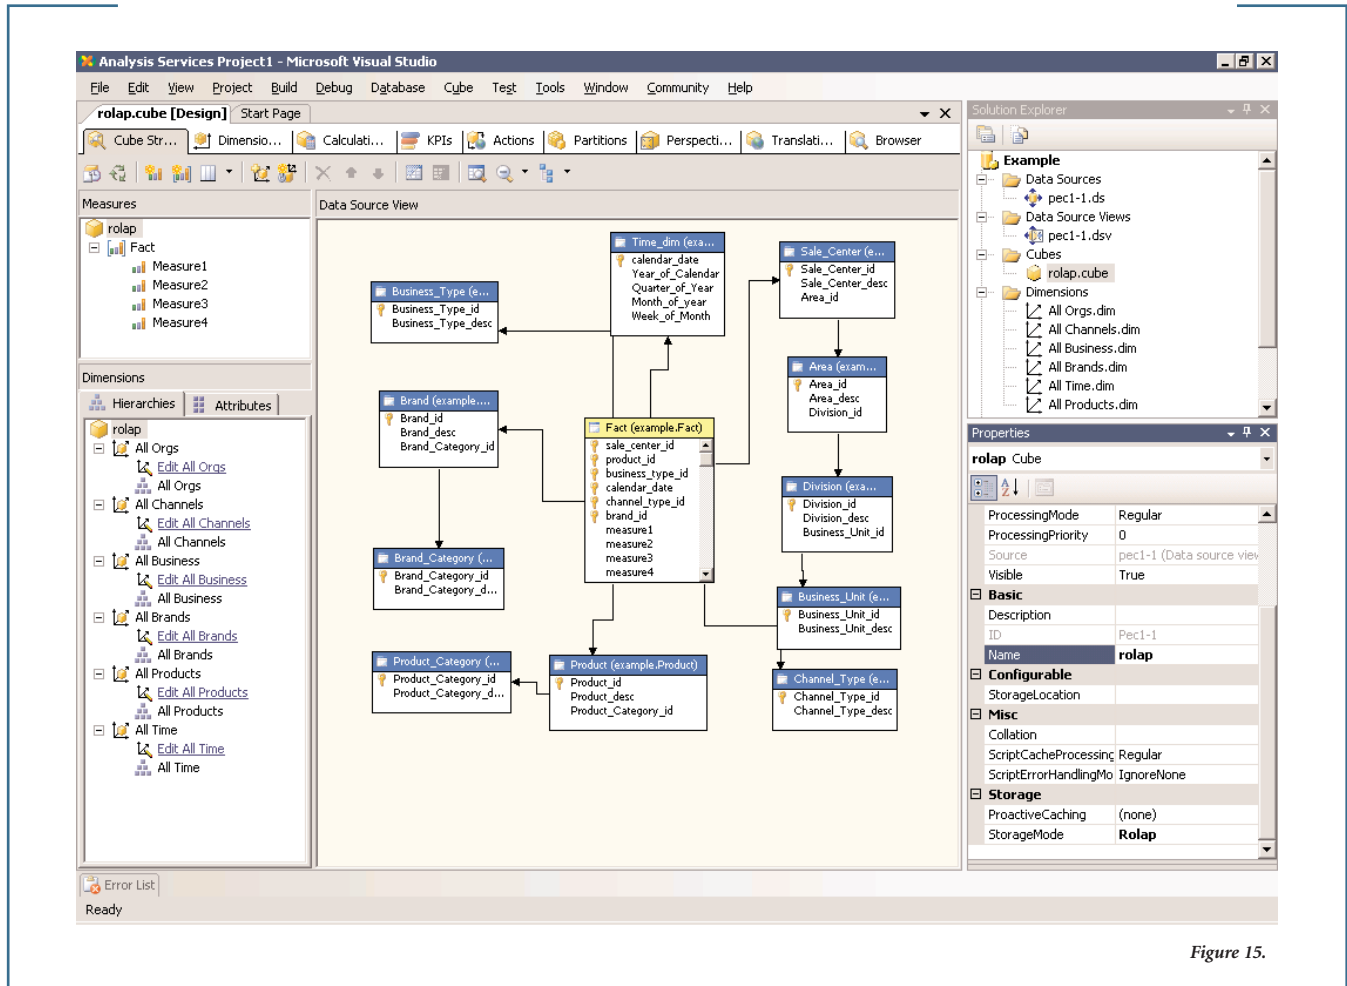 Analysis Services Project1 - Microsoft Visual Studio
File Edit View Project Build Debug Database Cube Test Tools Window Community Help
rolap.cube [Design] Start Page
Cube Str... Dimensio... Calculati... KPIs Actions Partitions Perspecti... Translati... Browser
Measures
rolap
Fact
Measure1
Measure2
Measure3
Measure4
Dimensions
Hierarchies Attributes
rolap
All Orgs
Edit All Orgs
All Orgs
All Channels
Edit All Channels
All Channels
All Business
Edit All Business
All Business
All Brands
Edit All Brands
All Brands
All Products
Edit All Products
All Products
All Time
Edit All Time
All Time
Data Source View
Business_Type (e...
Business_Type_id
Business_Type_desc
Time_dim (exa...
calendar_date
Year_of_Calendar
Quarter_of_Year
Month_of_year
Week_of_Month
Sale_Center (e...
Sale_Center_id
Sale_Center_desc
Area_id
Area (exam...
Area_id
Area_desc
Division_id
Brand (example....
Brand_id
Brand_desc
Brand_Category_id
Fact (example.Fact)
sale_center_id
product_id
business_type_id
calendar_date
channel_type_id
brand_id
measure1
measure2
measure3
measure4
Division (exa...
Division_id
Division_desc
Business_Unit_id
Brand_Category (...
Brand_Category_id
Brand_Category_d...
Business_Unit (e...
Business_Unit_id
Business_Unit_desc
Product_Category (...
Product_Category_id
Product_Category_d...
Product (example.Product)
Product_id
Product_desc
Product_Category_id
Channel_Type (e...
Channel_Type_id
Channel_Type_desc
Solution Explorer
Example
Data Sources
pec1-1.ds
Data Source Views
pec1-1.dsv
Cubes
rolap.cube
Dimensions
All Orgs.dim
All Channels.dim
All Business.dim
All Brands.dim
All Time.dim
All Products.dim
Properties
rolap Cube
ProcessingMode Regular
ProcessingPriority 0
Source pec1-1 (Data source view
Visible True
Basic
Description
ID Pec1-1
Name rolap
Configurable
StorageLocation
Misc
Collation
ScriptCacheProcessing Regular
ScriptErrorHandlingMo IgnoreNone
Storage
ProactiveCaching (none)
StorageMode Rolap
Error List
Ready
Figure 15.